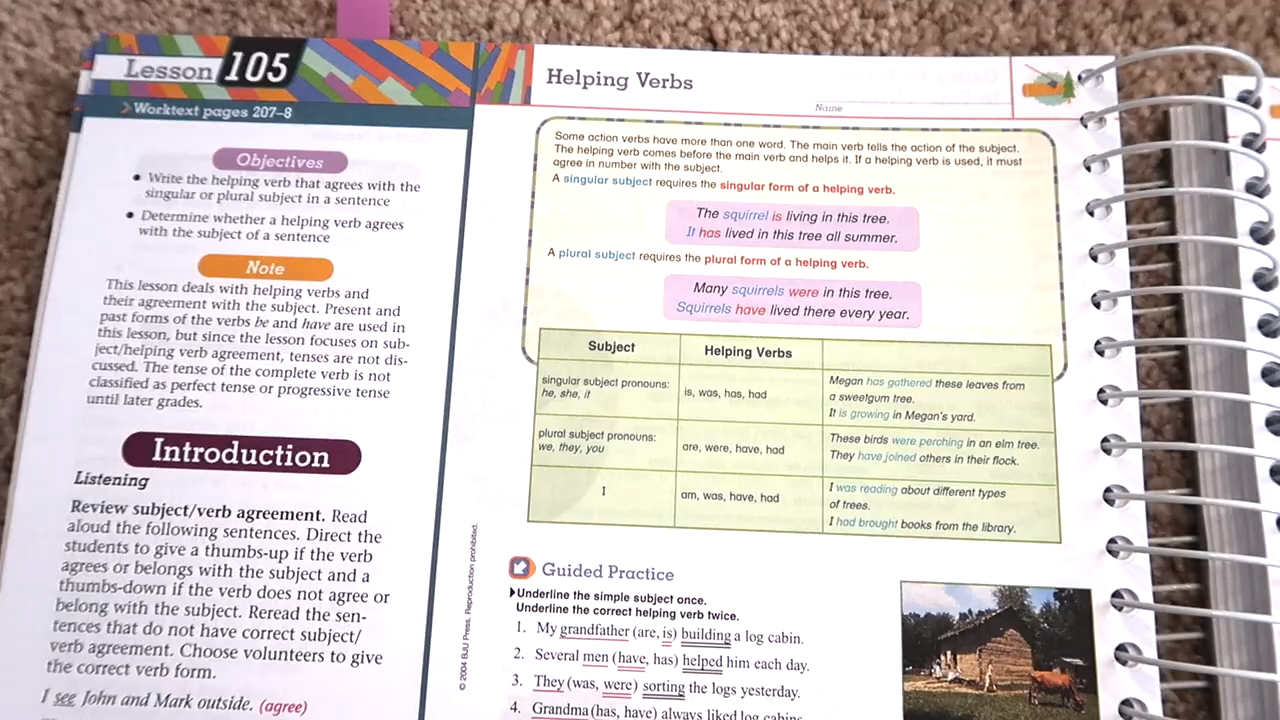 Lesson 105
Worktext pages 207–8
Objectives
• Write the helping verb that agrees with the
singular or plural subject in a sentence
• Determine whether a helping verb agrees
with the subject of a sentence
Note
This lesson deals with helping verbs and
their agreement with the subject. Present and
past forms of the verbs be and have are used in
this lesson, but since the lesson focuses on sub-
ject/helping verb agreement, tenses are not dis-
cussed. The tense of the complete verb is not
classified as perfect tense or progressive tense
until later grades.
Introduction
Listening
Review subject/verb agreement. Read
aloud the following sentences. Direct the
students to give a thumbs-up if the verb
agrees or belongs with the subject and a
thumbs-down if the verb does not agree or
belong with the subject. Reread the sen-
tences that do not have correct subject/
verb agreement. Choose volunteers to give
the correct verb form.
I see John and Mark outside. (agree)
© 2004 BJU Press. Reproduction prohibited.
Helping Verbs
Name
Some action verbs have more than one word. The main verb tells the action of the subject.
The helping verb comes before the main verb and helps it. If a helping verb is used, it must
agree in number with the subject.
A singular subject requires the singular form of a helping verb.
The squirrel is living in this tree.
It has lived in this tree all summer.
A plural subject requires the plural form of a helping verb.
Many squirrels were in this tree.
Squirrels have lived there every year.
Subject Helping Verbs
singular subject pronouns:
he, she, it
is, was, has, had
Megan has gathered these leaves from
a sweetgum tree.
It is growing in Megan's yard.
plural subject pronouns:
we, they, you
are, were, have, had
These birds were perching in an elm tree.
They have joined others in their flock.
I
am, was, have, had
I was reading about different types
of trees.
I had brought books from the library.
Guided Practice
Underline the simple subject once.
Underline the correct helping verb twice.
1. My grandfather (are, is) building a log cabin.
2. Several men (have, has) helped him each day.
3. They (was, were) sorting the logs yesterday.
4. Grandma (has, have) always liked log cabins